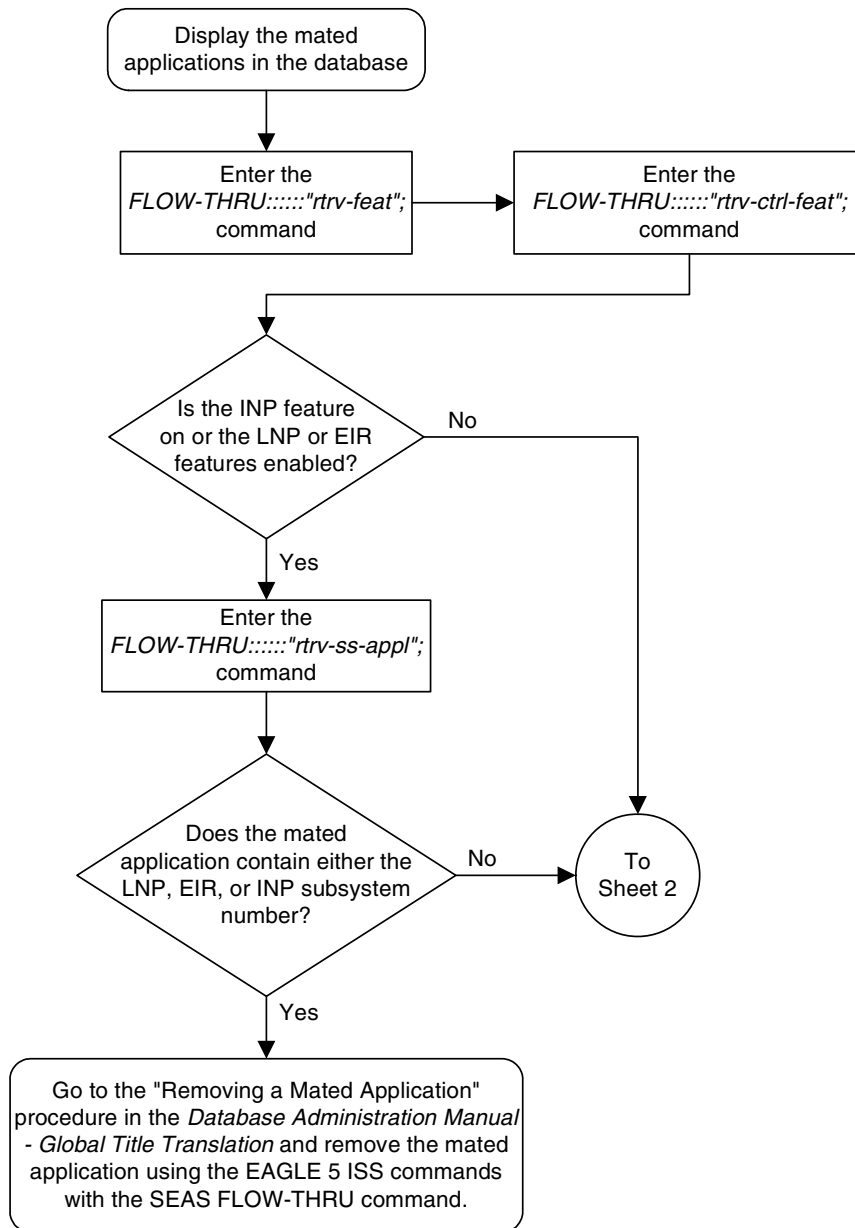 Display the mated
applications in the database
Enter the
FLOW-THRU::::::"rtrv-feat";
command
Enter the
FLOW-THRU::::::"rtrv-ctrl-feat";
command
Is the INP feature
on or the LNP or EIR
features enabled?
No
Yes
Enter the
FLOW-THRU::::::"rtrv-ss-appl";
command
Does the mated
application contain either the
LNP, EIR, or INP subsystem
number?
No
To
Sheet 2
Yes
Go to the "Removing a Mated Application"
procedure in the Database Administration Manual
- Global Title Translation and remove the mated
application using the EAGLE 5 ISS commands
with the SEAS FLOW-THRU command.